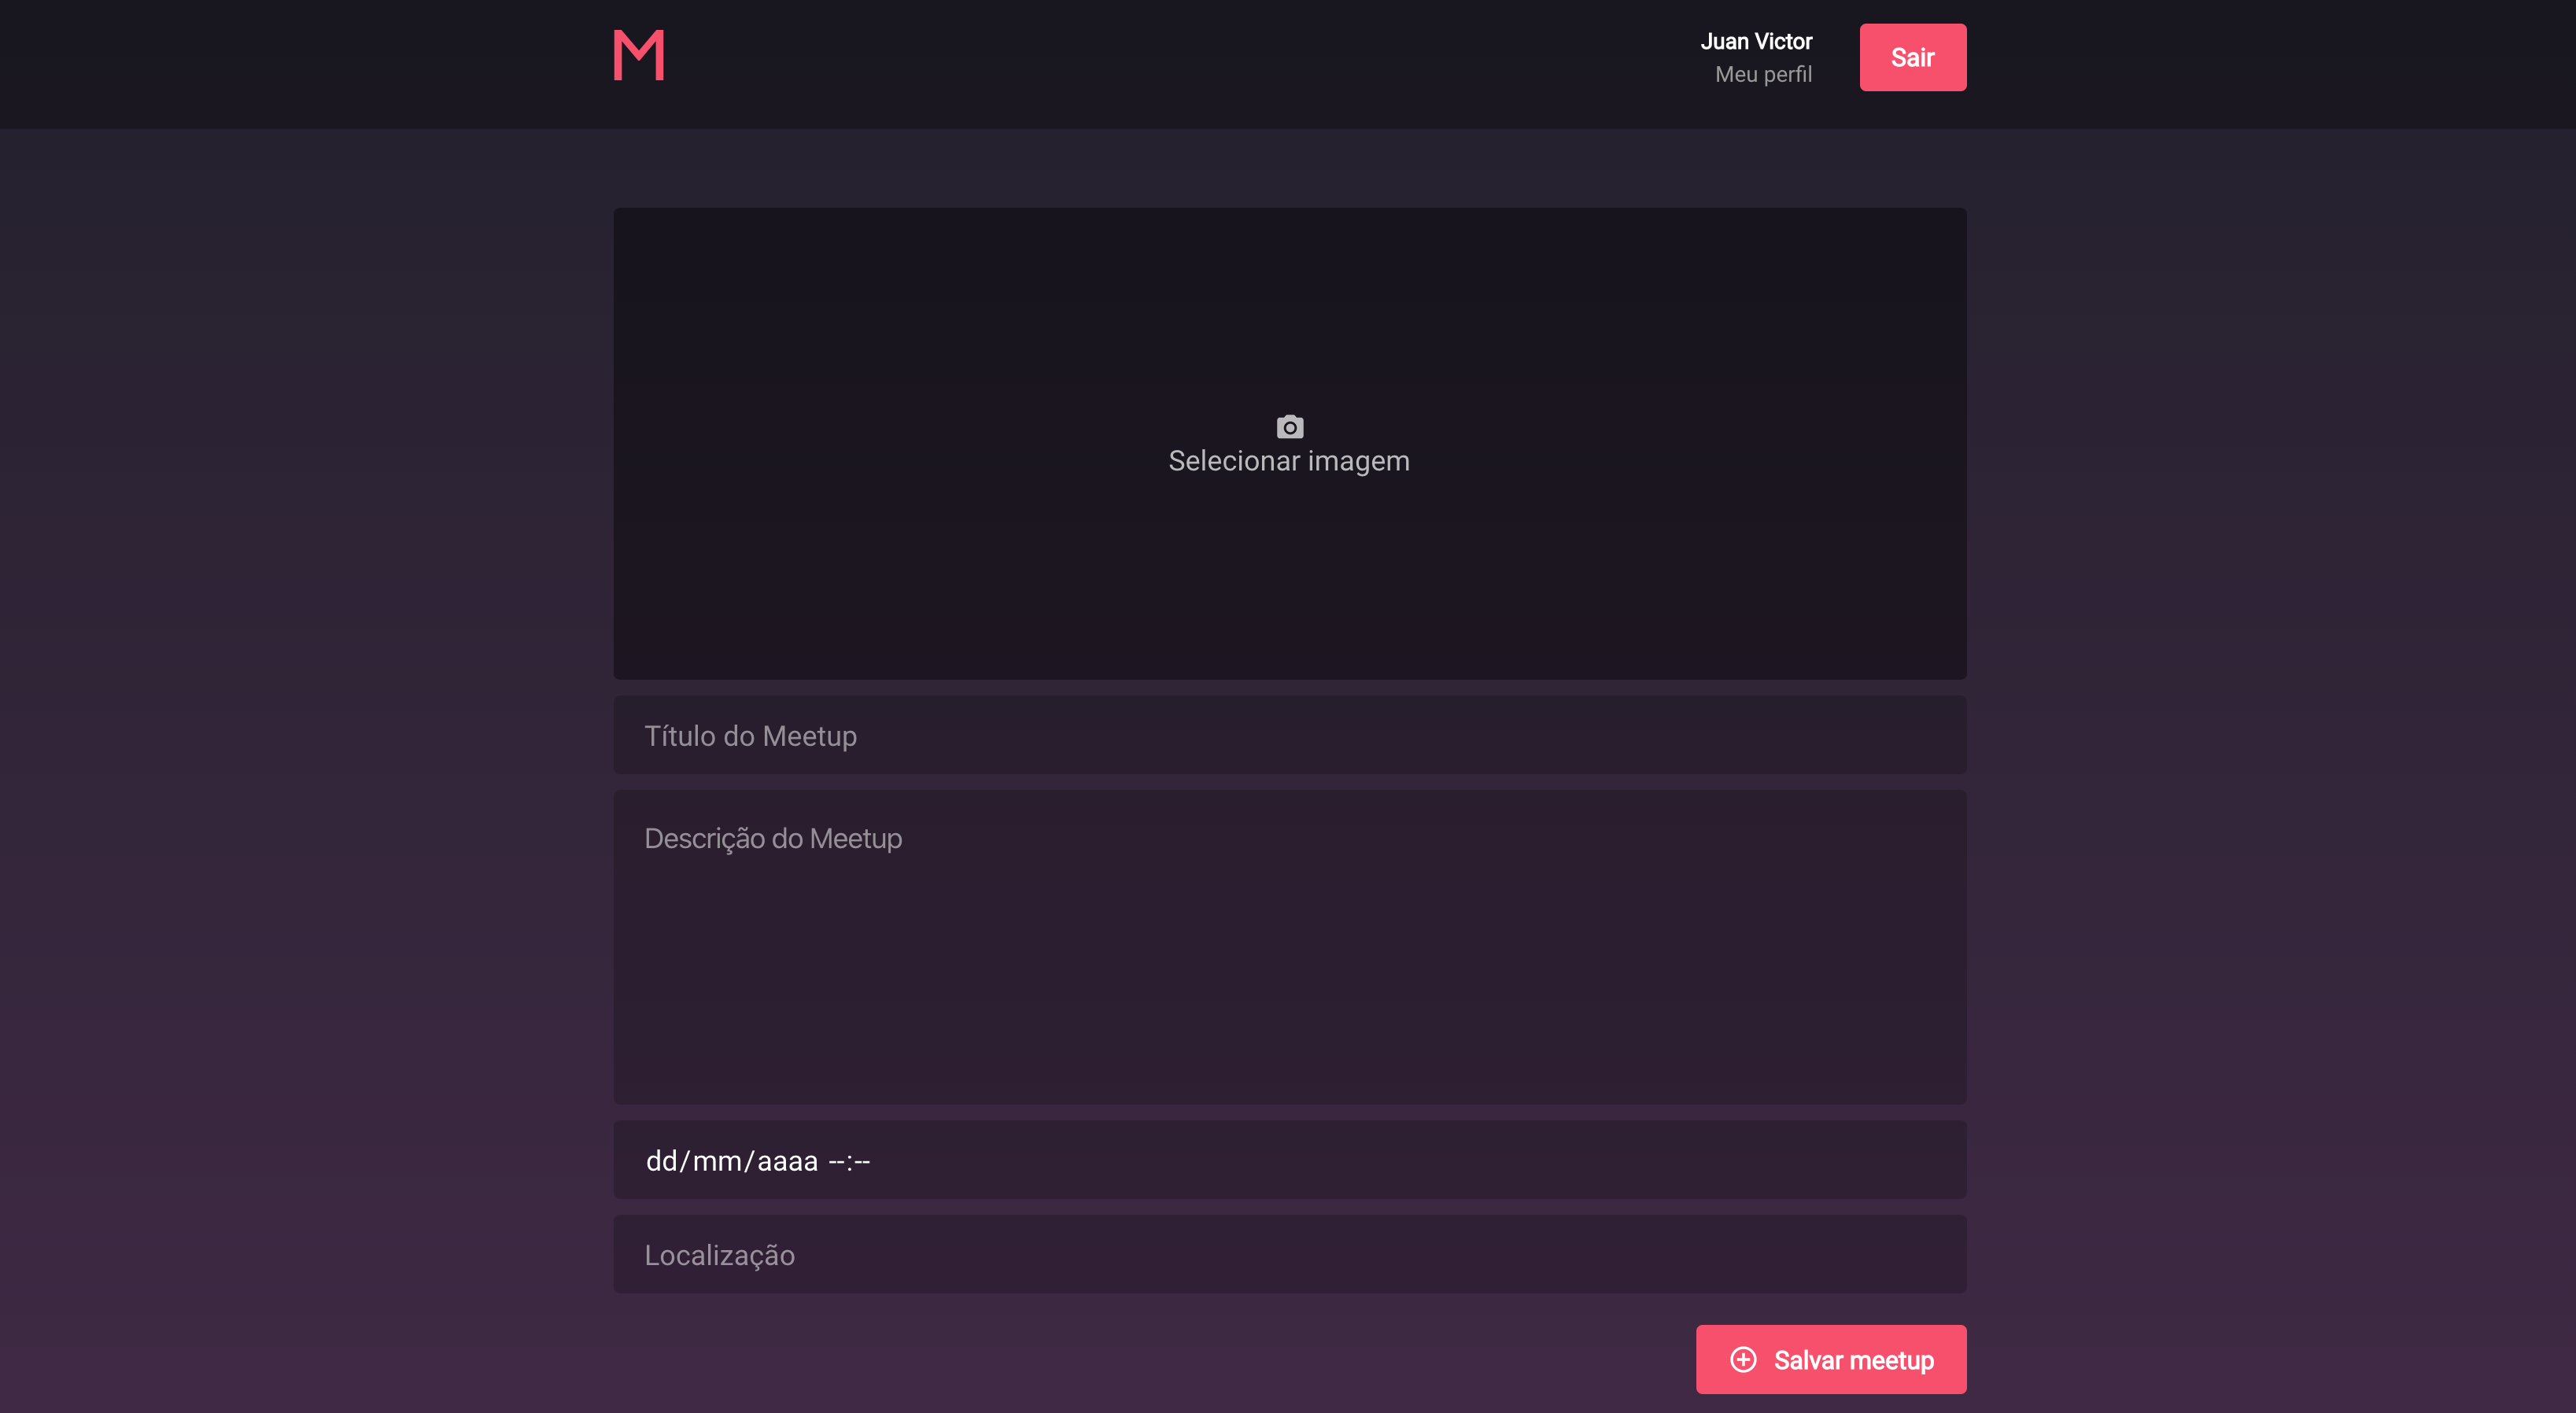 M
Juan Victor
Meu perfil
Sair
Selecionar imagem
Título do Meetup
Descrição do Meetup
dd/mm/aaaa --:--
Localização
Salvar meetup